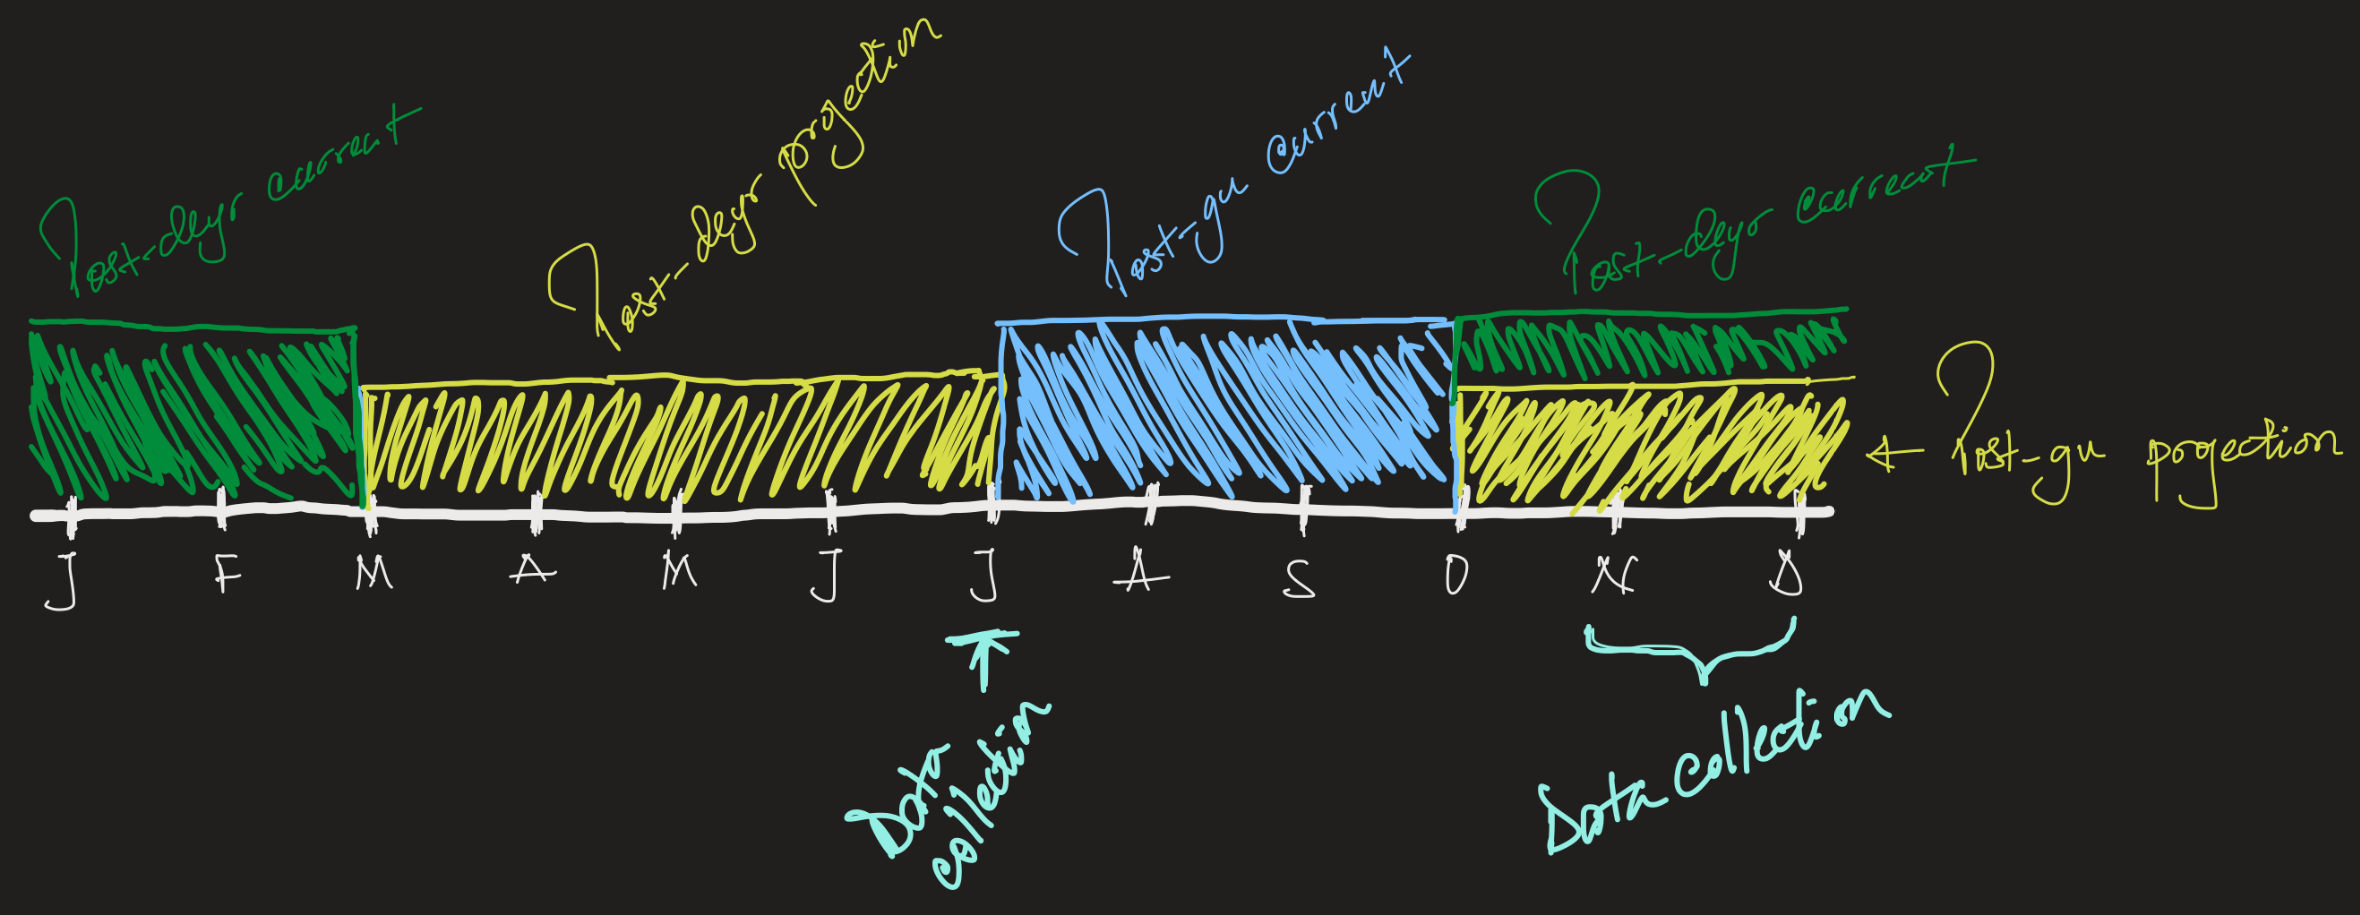 Post-deyr current
Post-deyr projection
Post-gu current
Post-deyr current
← Post-gu projection
J F M A M J J A S O N D
Data
collection
Data collection